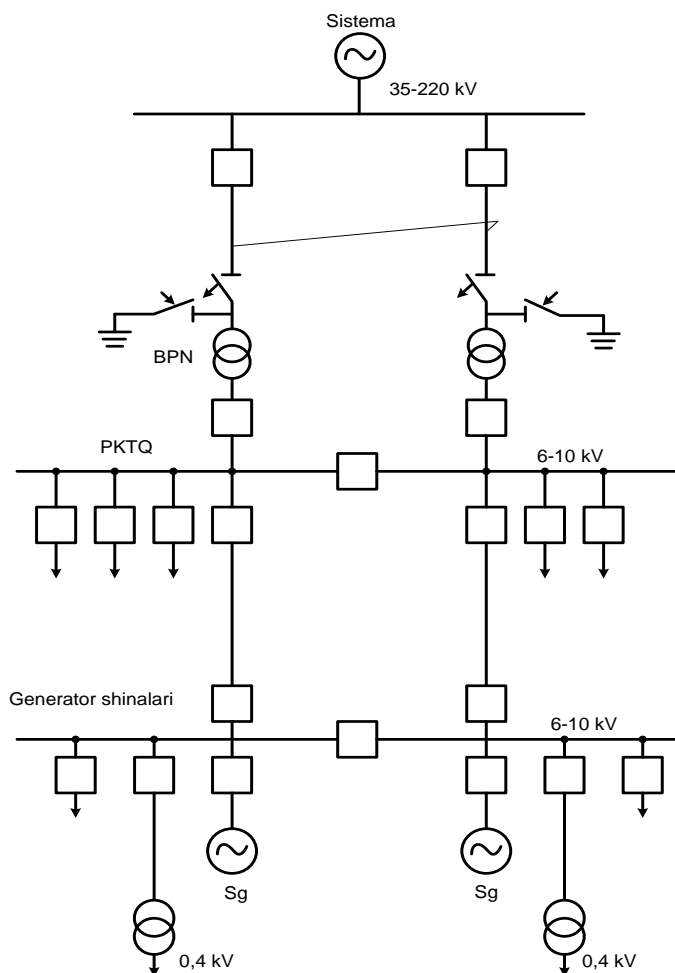 Sistema
35-220 kV
BPN
PKTQ
6-10 kV
Generator shinalari
6-10 kV
Sg
Sg
0,4 kV
0,4 kV